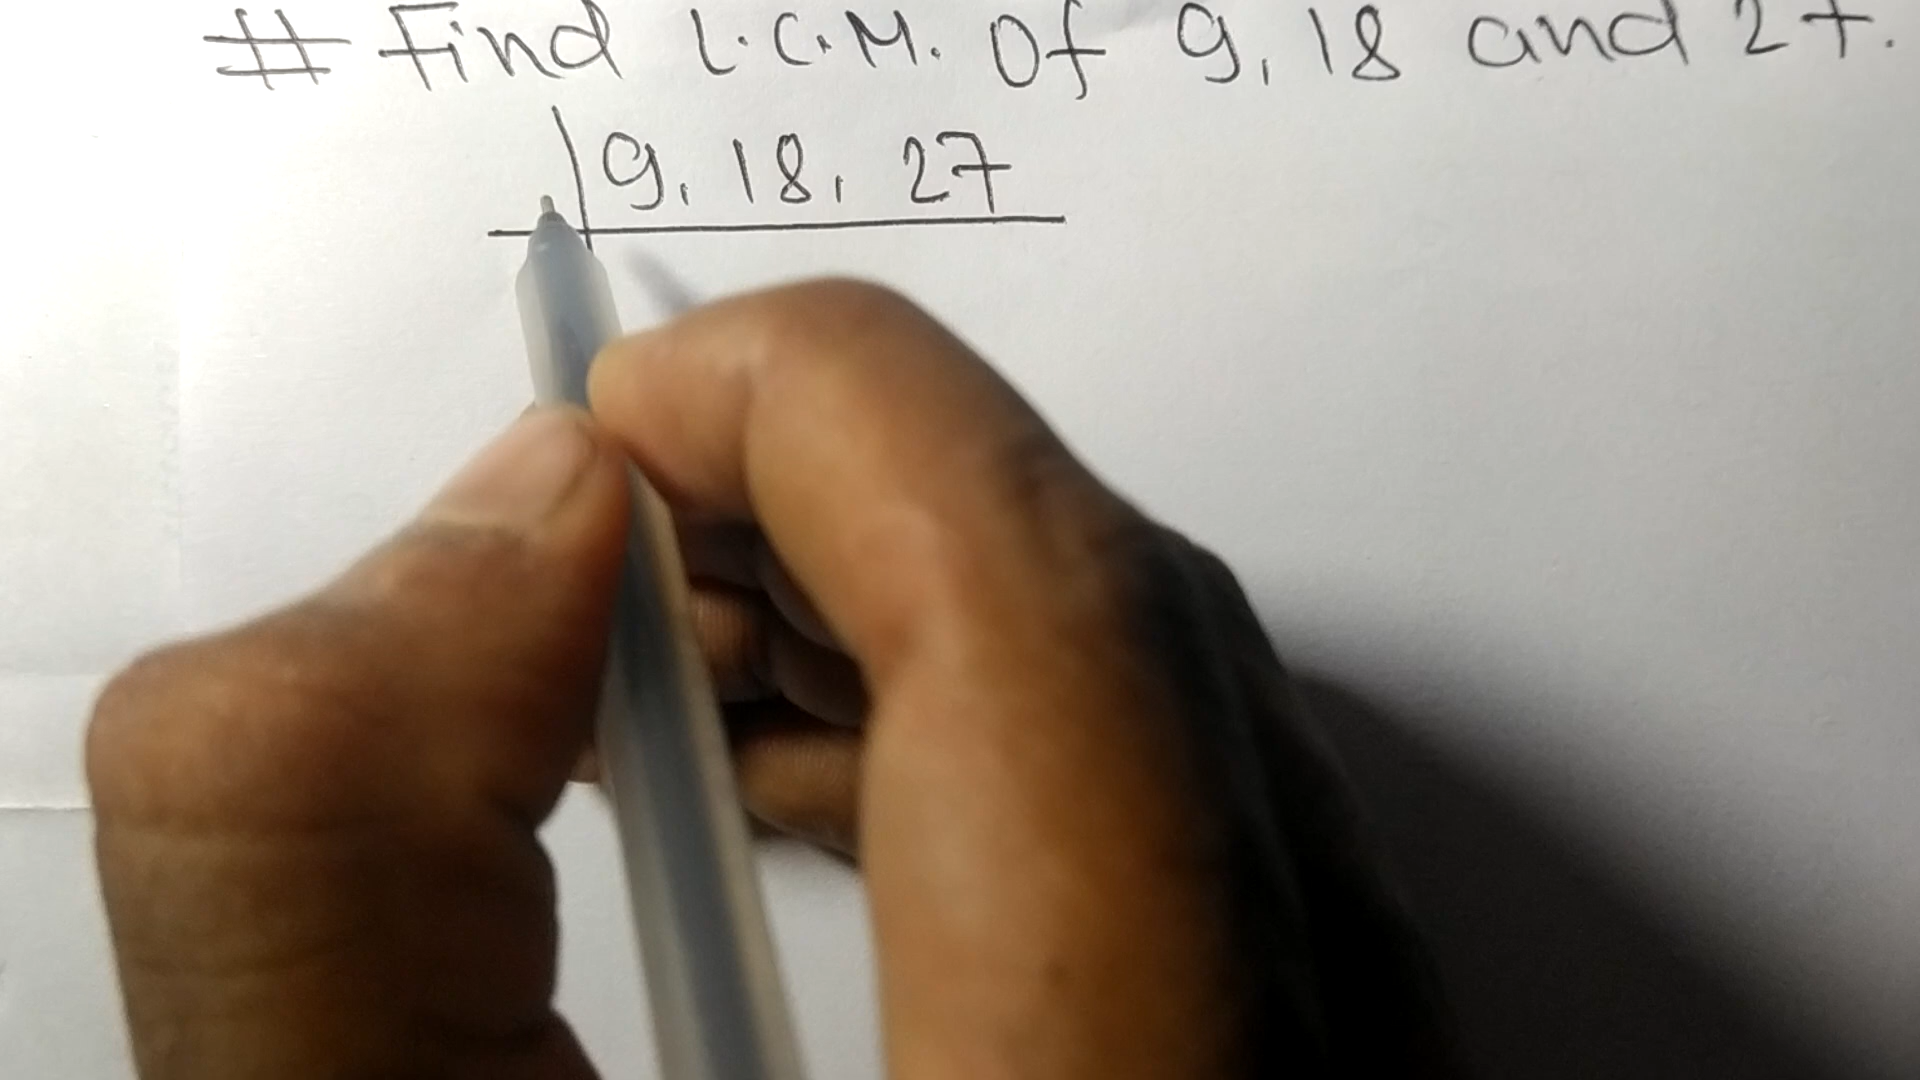 # Find L.C.M. of 9, 18 and 27.
9, 18, 27